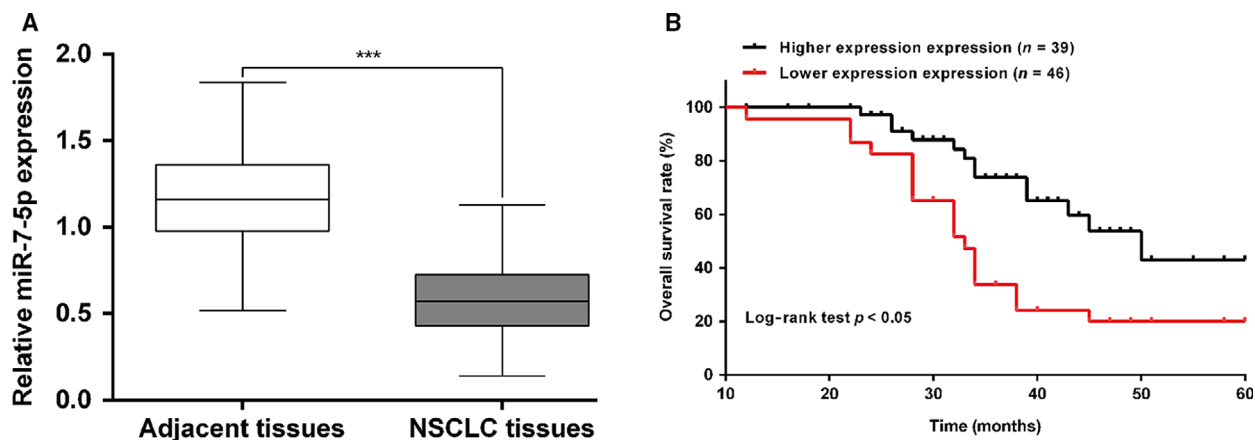 A
Relative miR-7-5p expression
2.0
1.5
1.0
0.5
0.0
***
Adjacent tissues
NSCLC tissues
B
Higher expression expression (n = 39)
Lower expression expression (n = 46)
Overall survival rate (%)
100
80
60
40
20
0
Log-rank test p < 0.05
10
20
30
40
50
60
Time (months)